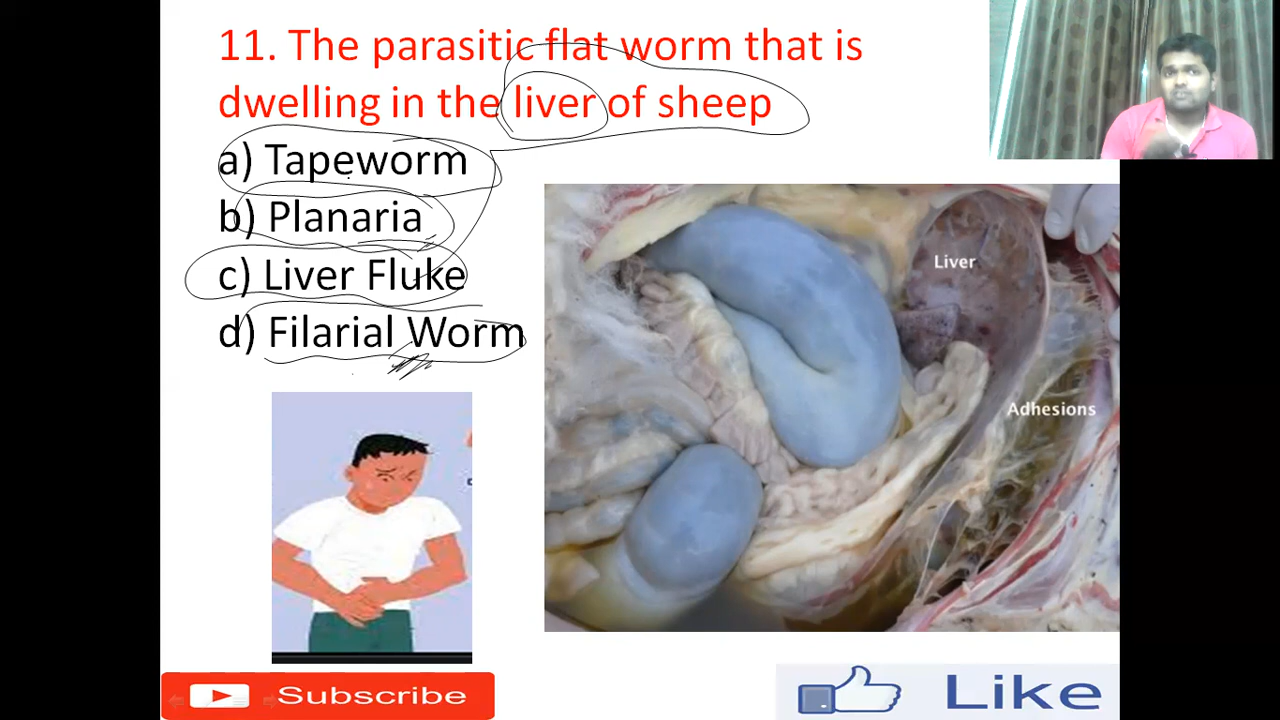 11. The parasitic flat worm that is
dwelling in the liver of sheep
a) Tapeworm
b) Planaria
c) Liver Fluke
d) Filarial Worm
Liver
Adhesions
Subscribe
Like